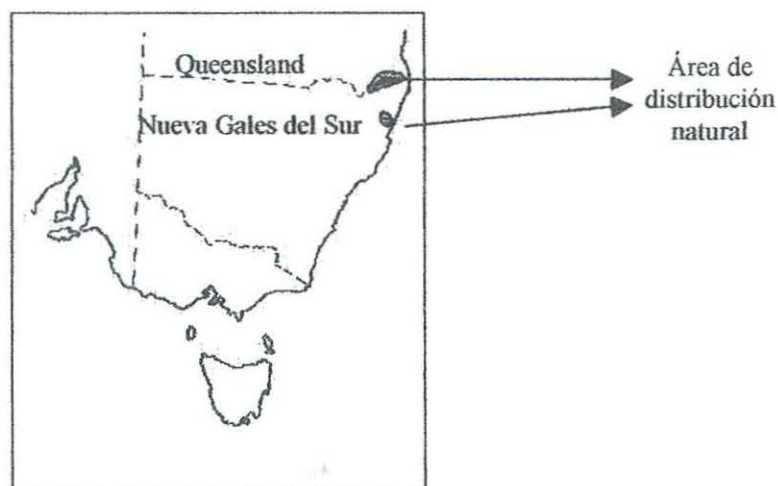 Queensland
Nueva Gales del Sur
Área de
distribución
natural